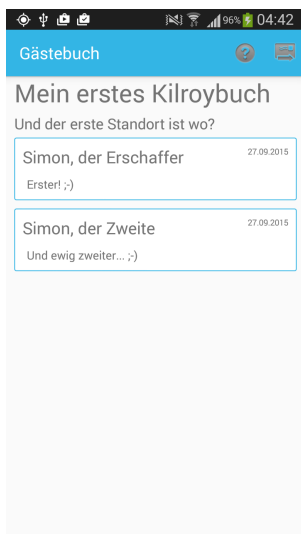 96% 04:42
Gästebuch
Mein erstes Kilroybuch
Und der erste Standort ist wo?
Simon, der Erschaffer 27.09.2015
Erster! ;-)
Simon, der Zweite 27.09.2015
Und ewig zweiter... ;-)